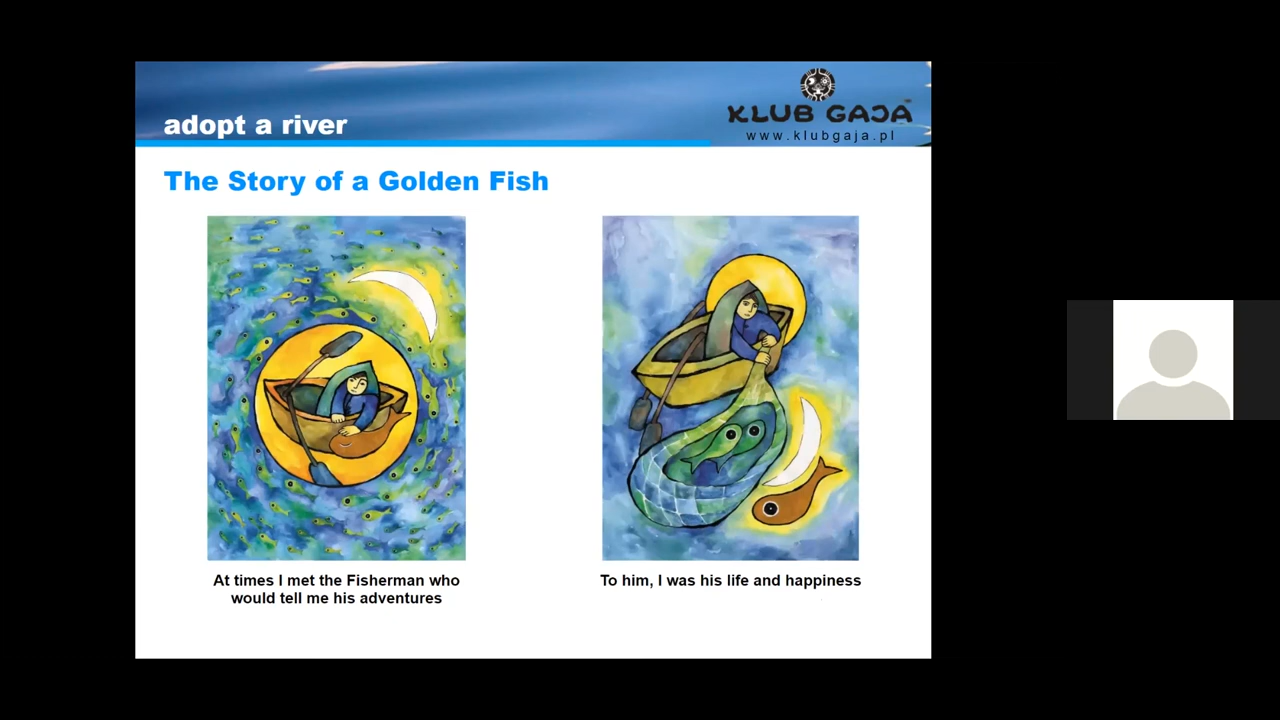 adopt a river
KLUB GAJA
www.klubgaja.pl
The Story of a Golden Fish
At times I met the Fisherman who
would tell me his adventures
To him, I was his life and happiness